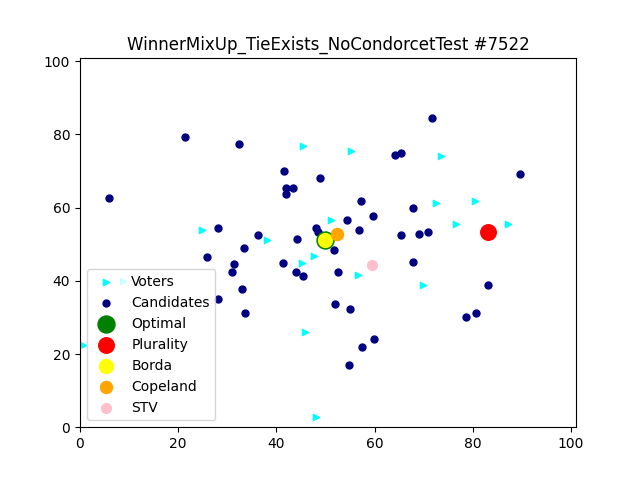 WinnerMixUp_TieExists_NoCondorcetTest #7522
100
80
60
40
20
0
Voters
Candidates
Optimal
Plurality
Borda
Copeland
STV
0 20 40 60 80 100